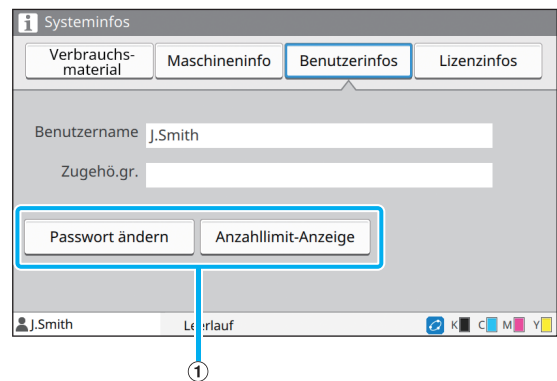 Systeminfos
Verbrauchs-
material
Maschineninfo
Benutzerinfos
Lizenzinfos
Benutzername J.Smith
Zugehö.gr.
Passwort ändern
Anzahllimit-Anzeige
J.Smith
Leerlauf
K C M Y
1